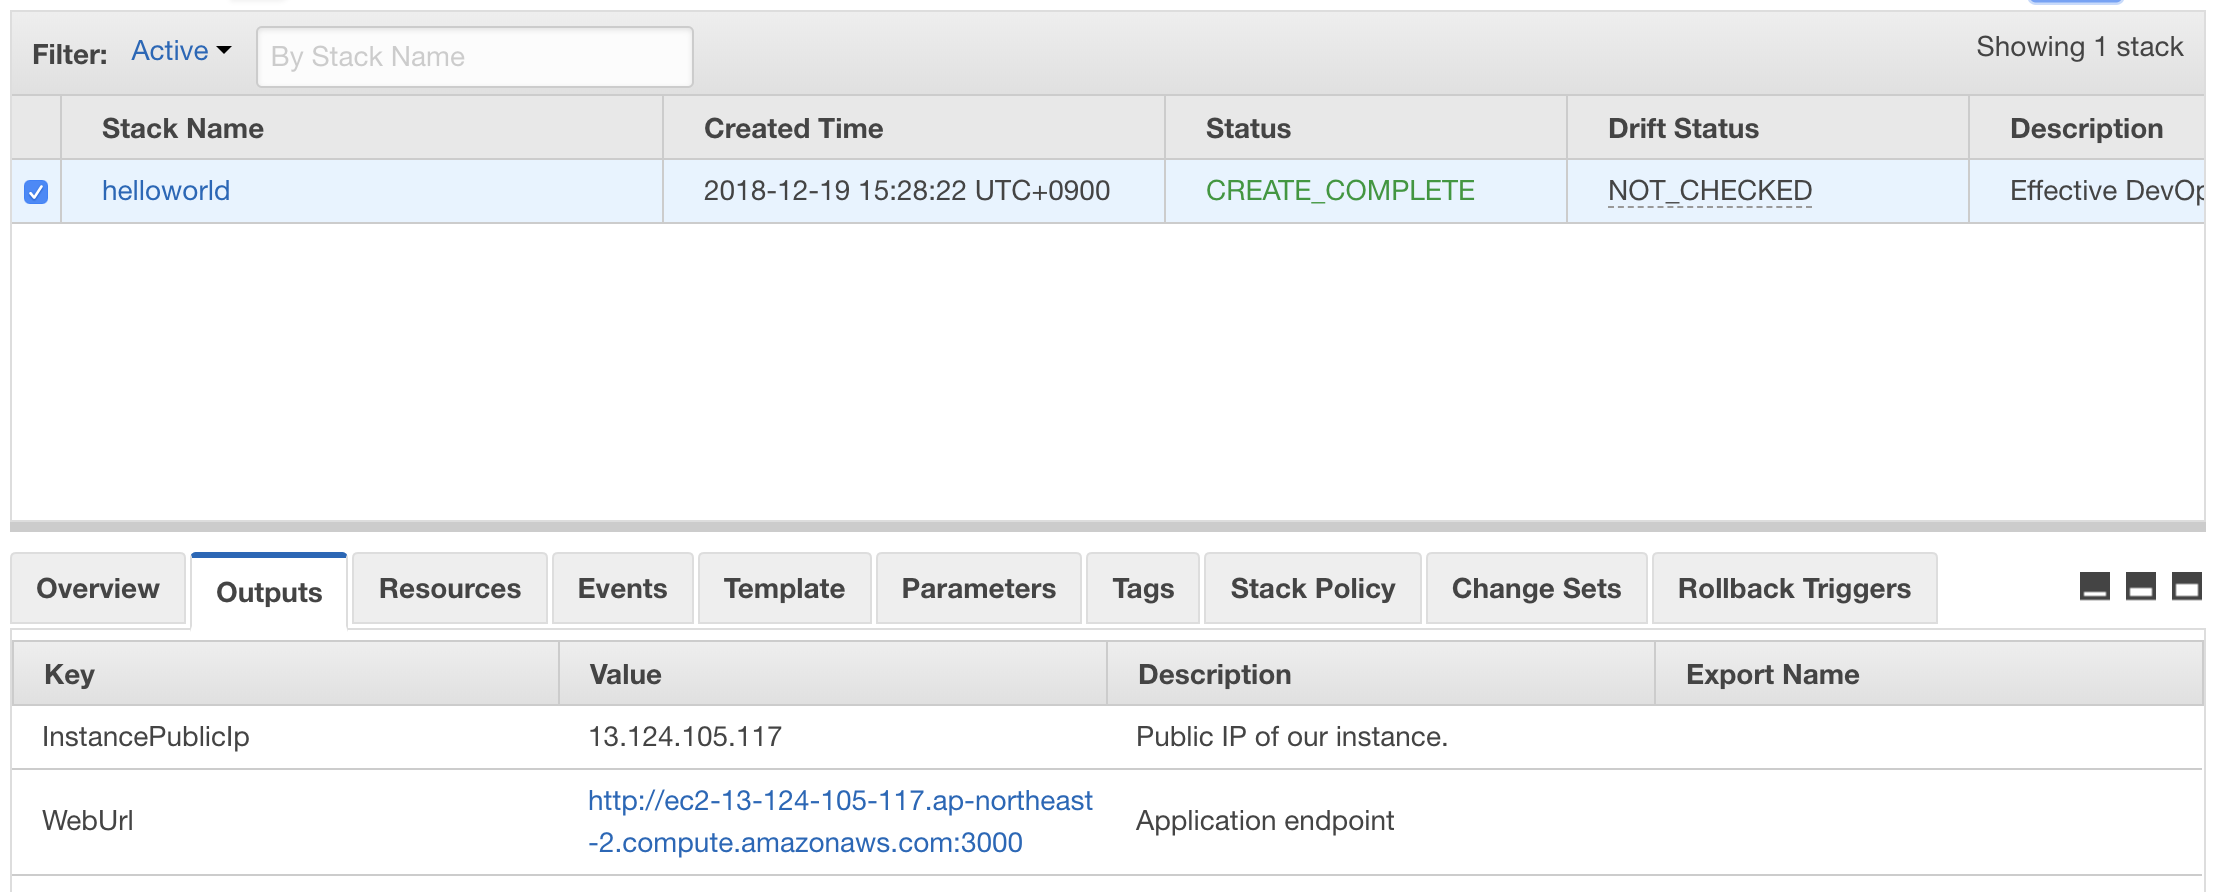 Filter: Active By Stack Name Showing 1 stack
Stack Name Created Time Status Drift Status Description
helloworld 2018-12-19 15:28:22 UTC+0900 CREATE_COMPLETE NOT_CHECKED Effective DevOp
Overview Outputs Resources Events Template Parameters Tags Stack Policy Change Sets Rollback Triggers
Key Value Description Export Name
InstancePublicIp 13.124.105.117 Public IP of our instance.
WebUrl http://ec2-13-124-105-117.ap-northeast Application endpoint
-2.compute.amazonaws.com:3000